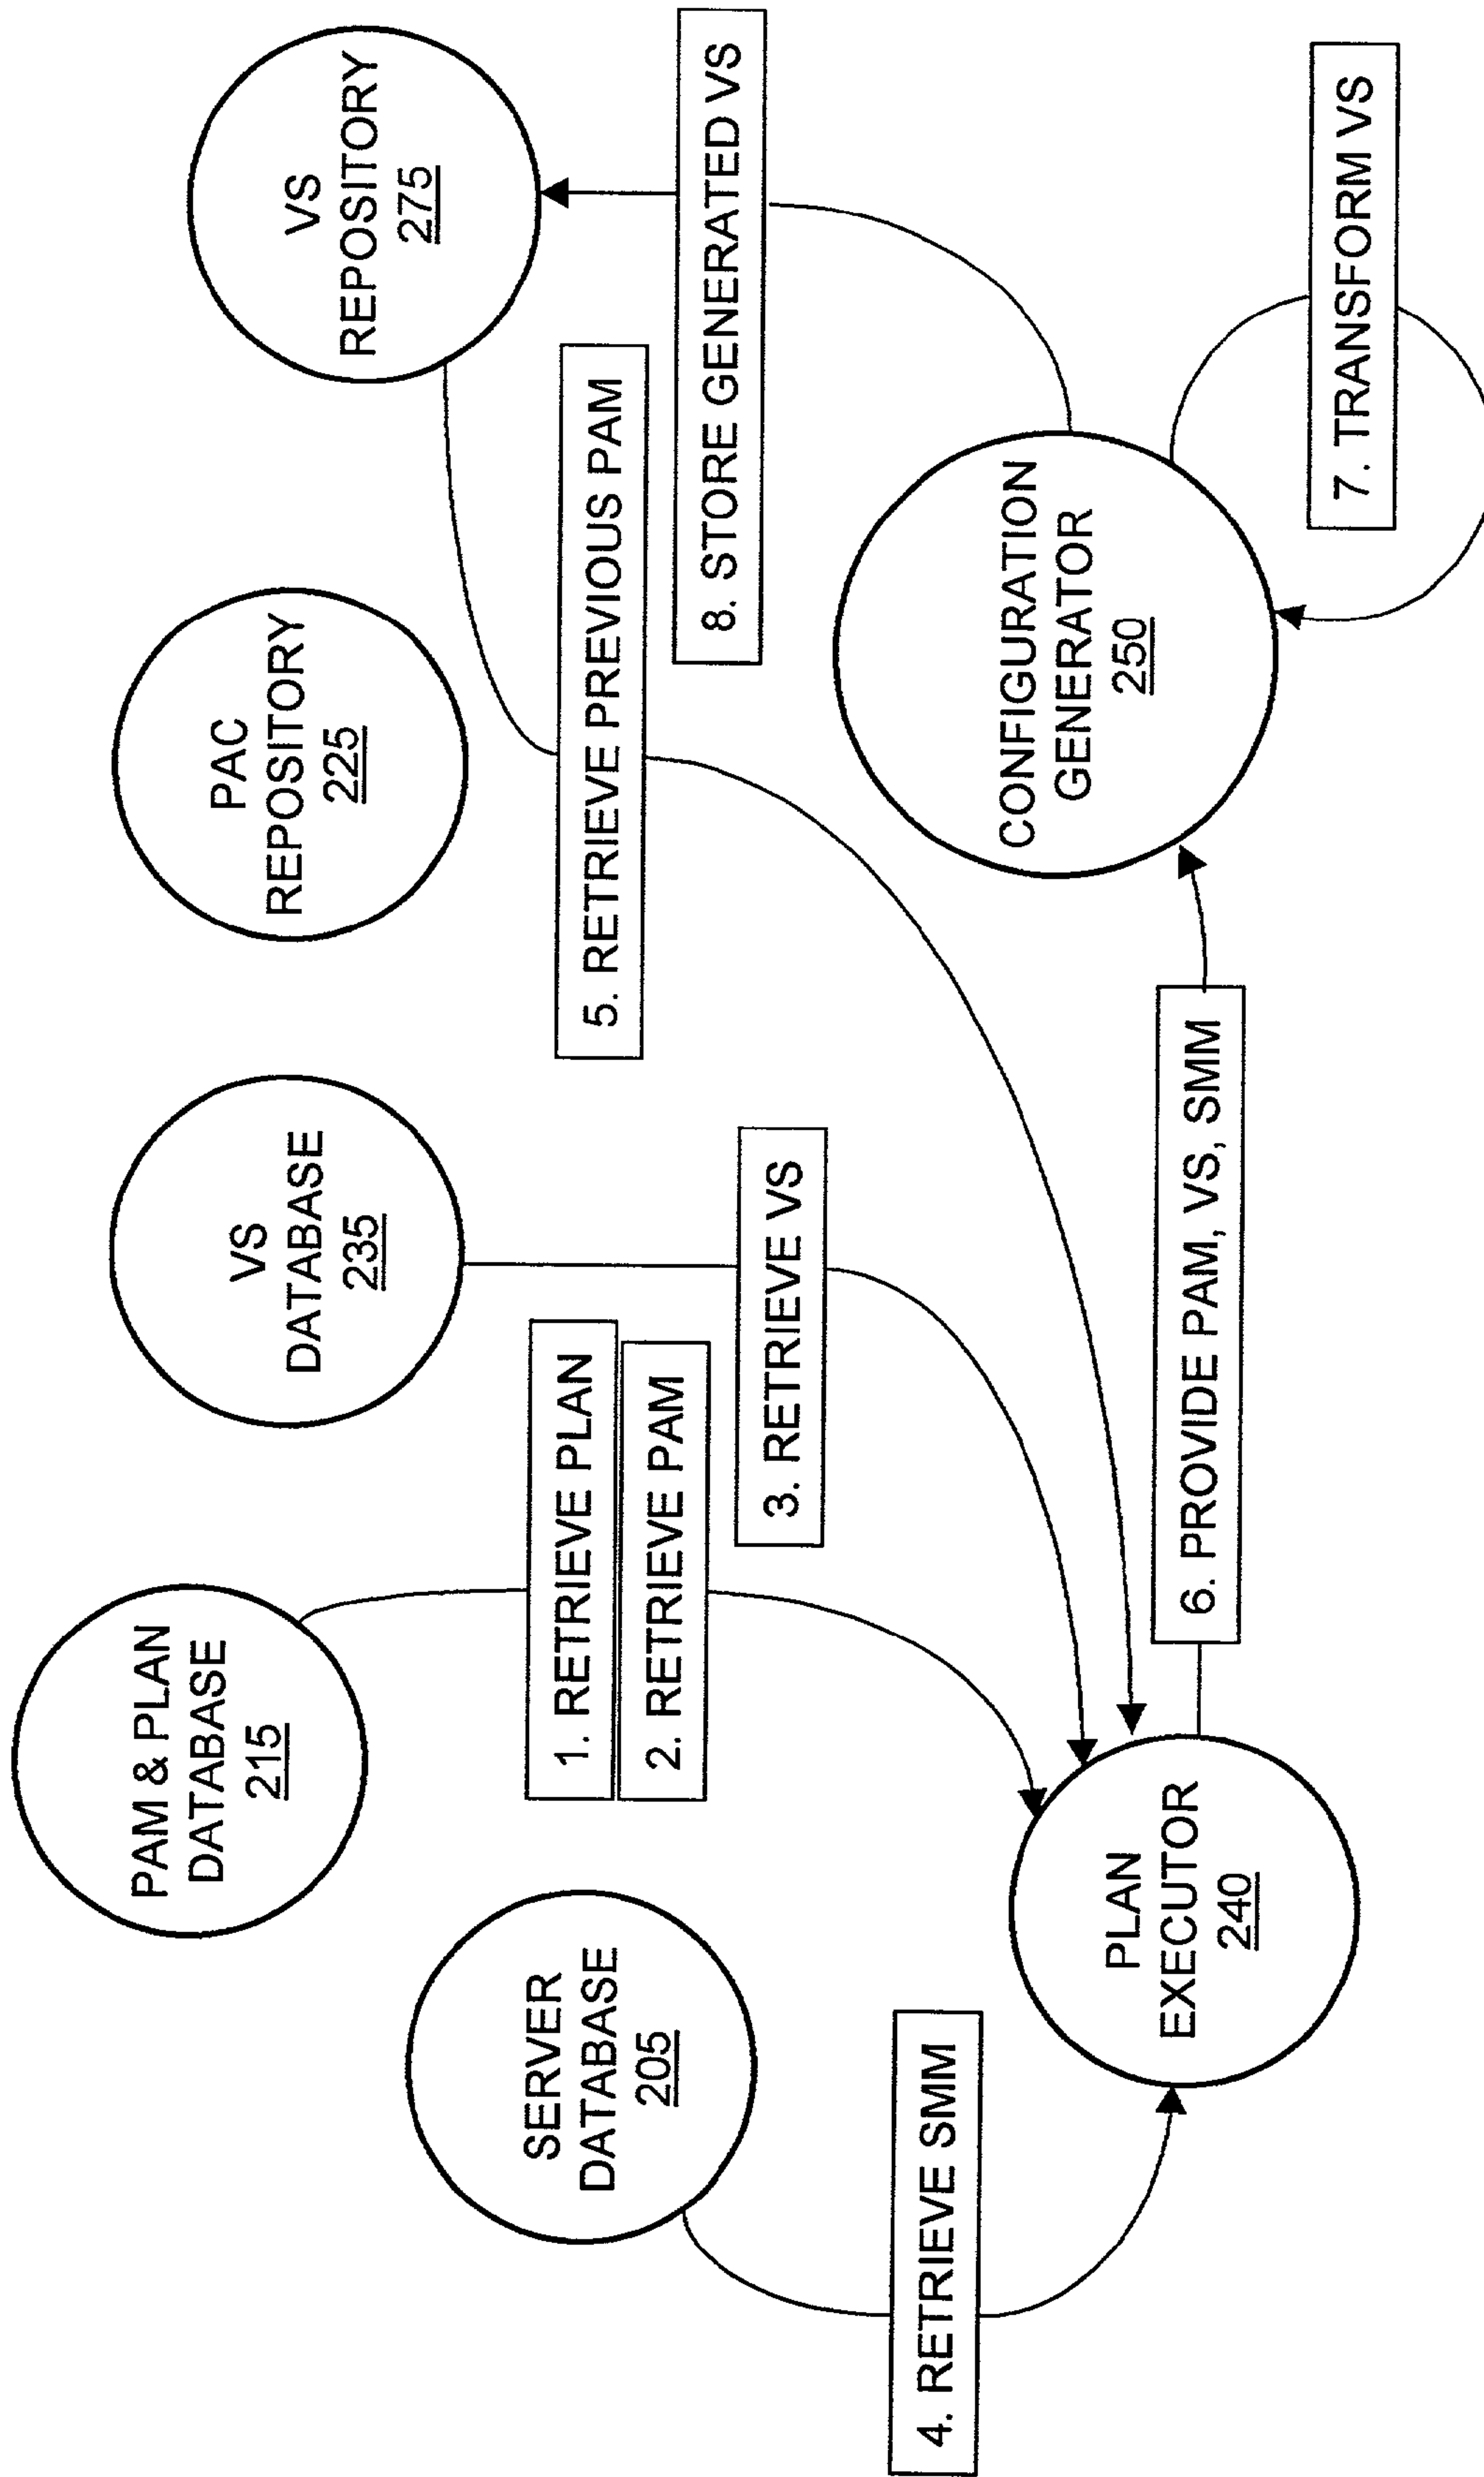 PAM & PLAN
DATABASE
215
VS
DATABASE
235
PAC
REPOSITORY
225
VS
REPOSITORY
275
SERVER
DATABASE
205
1. RETRIEVE PLAN
2. RETRIEVE PAM
3. RETRIEVE VS
5. RETRIEVE PREVIOUS PAM
8. STORE GENERATED VS
4. RETRIEVE SMM
PLAN
EXECUTOR
240
6. PROVIDE PAM, VS, SMM
CONFIGURATION
GENERATOR
250
7. TRANSFORM VS